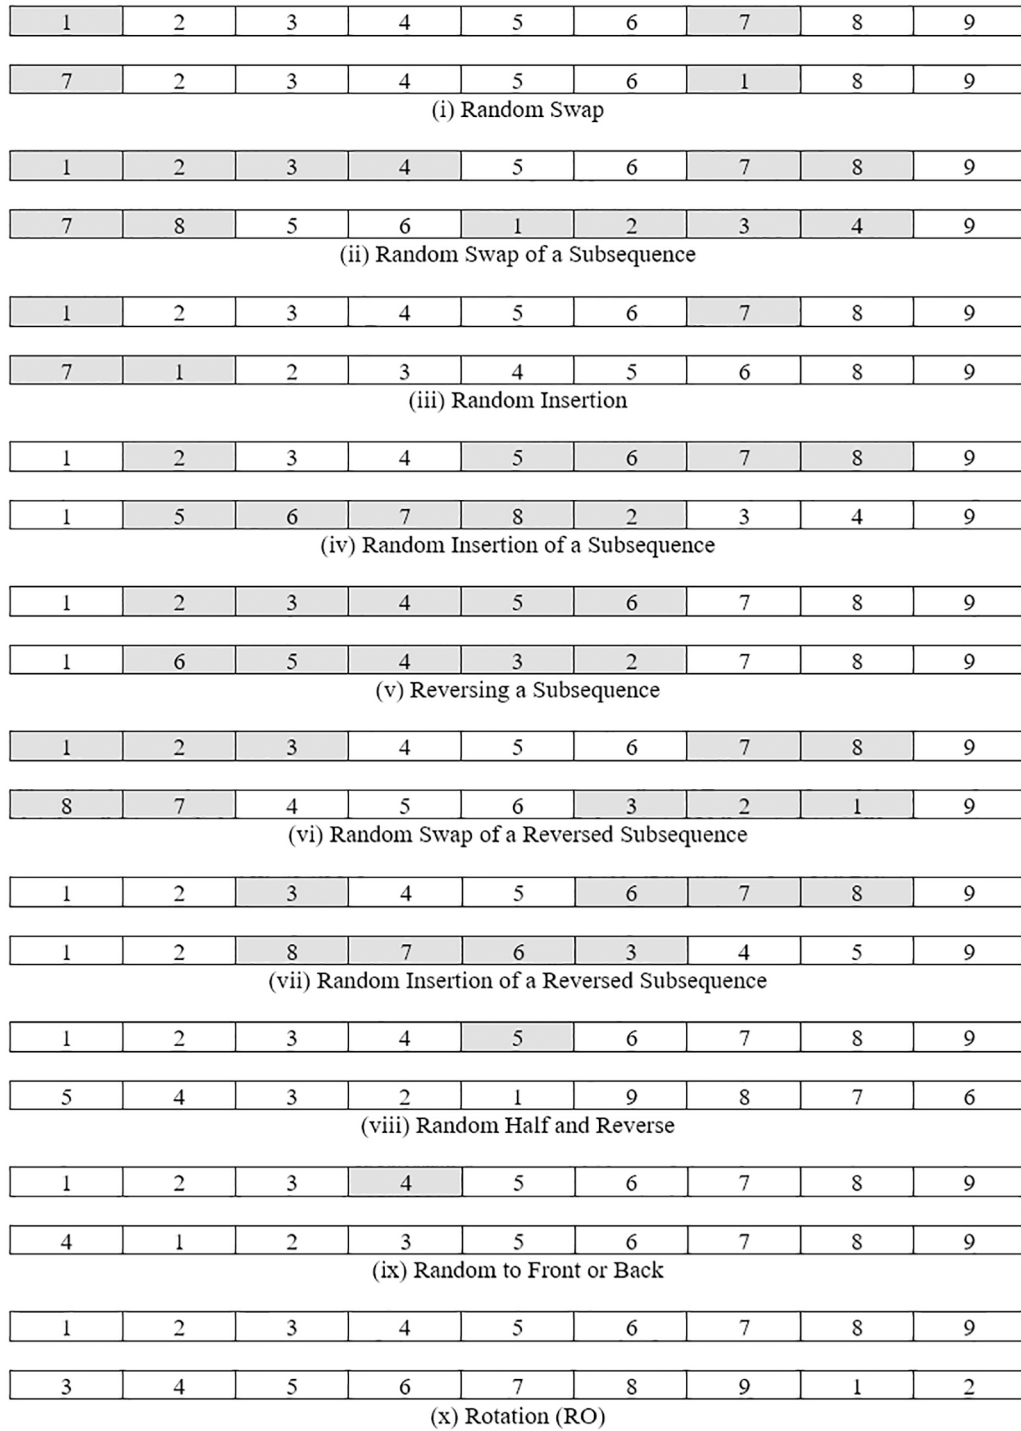 1 2 3 4 5 6 7 8 9
7 2 3 4 5 6 1 8 9
(i) Random Swap
1 2 3 4 5 6 7 8 9
7 8 5 6 1 2 3 4 9
(ii) Random Swap of a Subsequence
1 2 3 4 5 6 7 8 9
7 1 2 3 4 5 6 8 9
(iii) Random Insertion
1 2 3 4 5 6 7 8 9
1 5 6 7 8 2 3 4 9
(iv) Random Insertion of a Subsequence
1 2 3 4 5 6 7 8 9
1 6 5 4 3 2 7 8 9
(v) Reversing a Subsequence
1 2 3 4 5 6 7 8 9
8 7 4 5 6 3 2 1 9
(vi) Random Swap of a Reversed Subsequence
1 2 3 4 5 6 7 8 9
1 2 8 7 6 3 4 5 9
(vii) Random Insertion of a Reversed Subsequence
1 2 3 4 5 6 7 8 9
5 4 3 2 1 9 8 7 6
(viii) Random Half and Reverse
1 2 3 4 5 6 7 8 9
4 1 2 3 5 6 7 8 9
(ix) Random to Front or Back
1 2 3 4 5 6 7 8 9
3 4 5 6 7 8 9 1 2
(x) Rotation (RO)